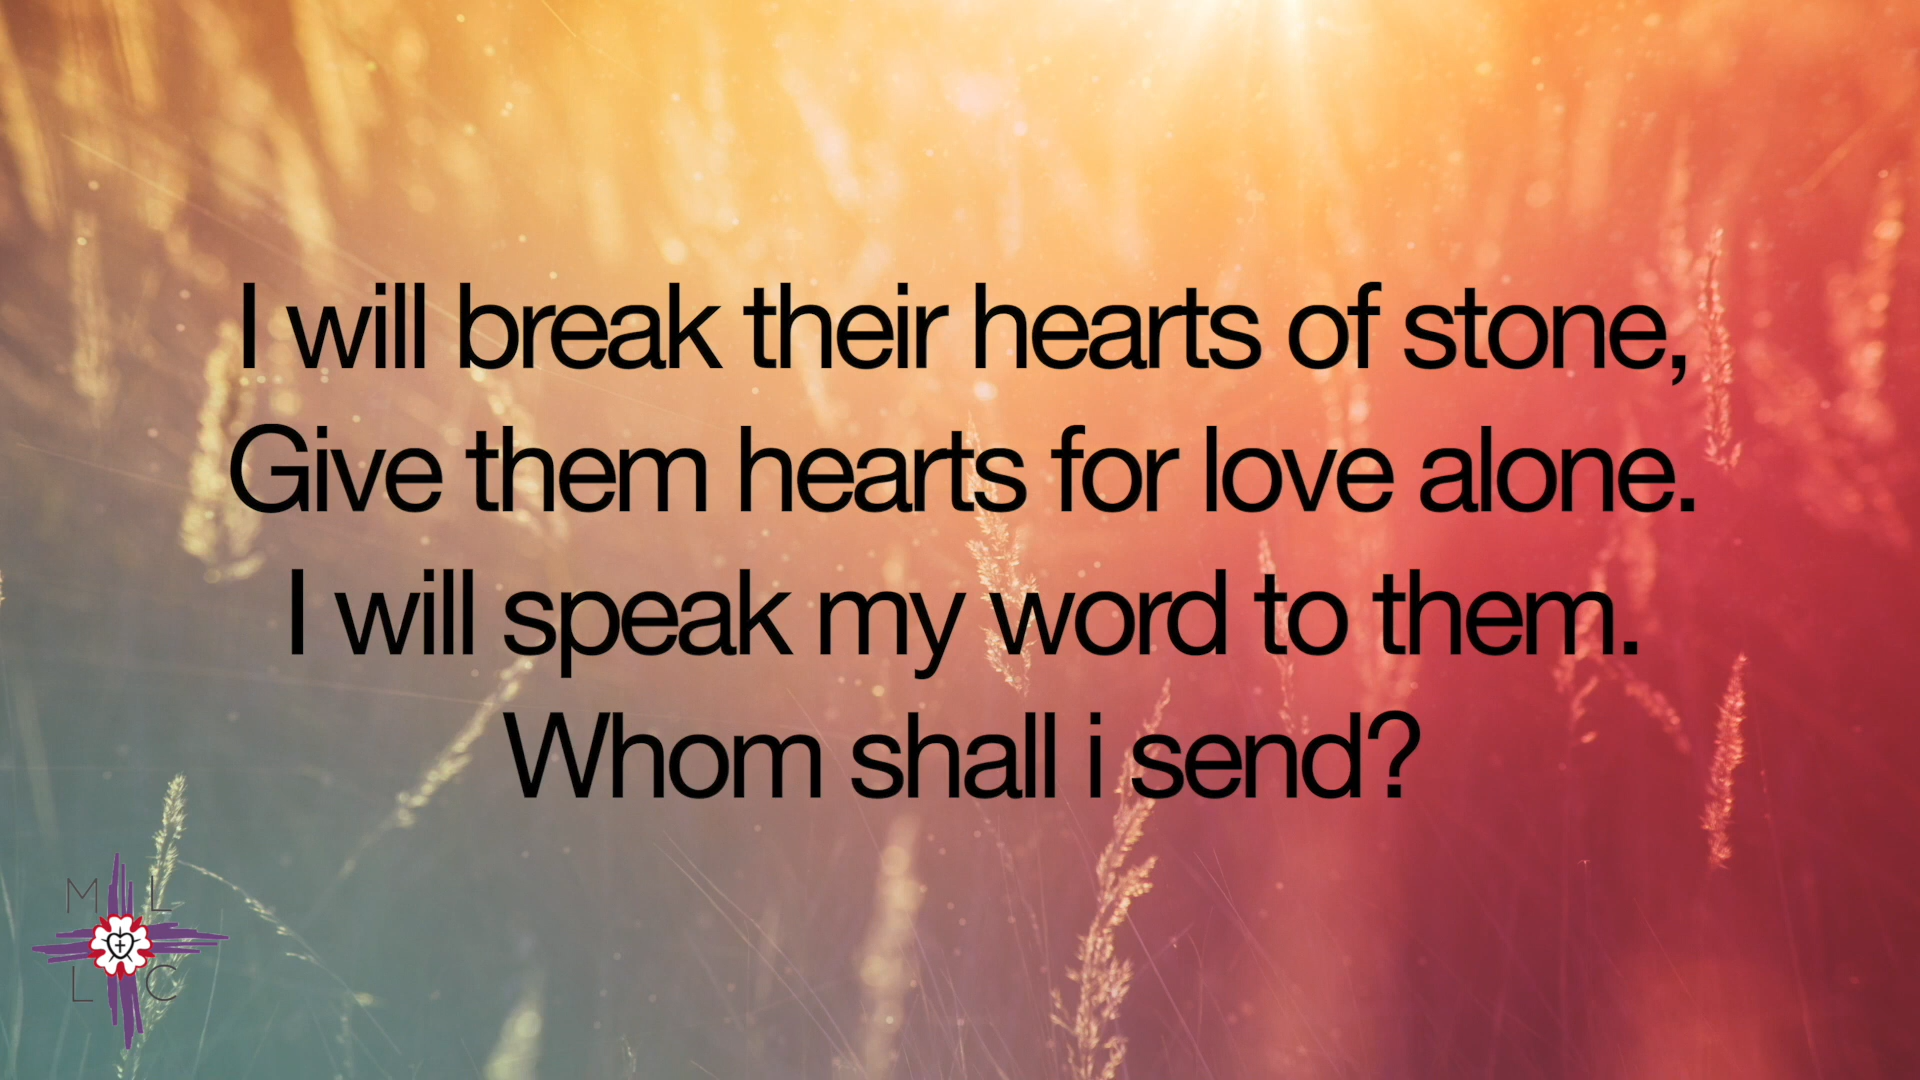 I will break their hearts of stone,
Give them hearts for love alone.
I will speak my word to them.
Whom shall i send?
M L
L C